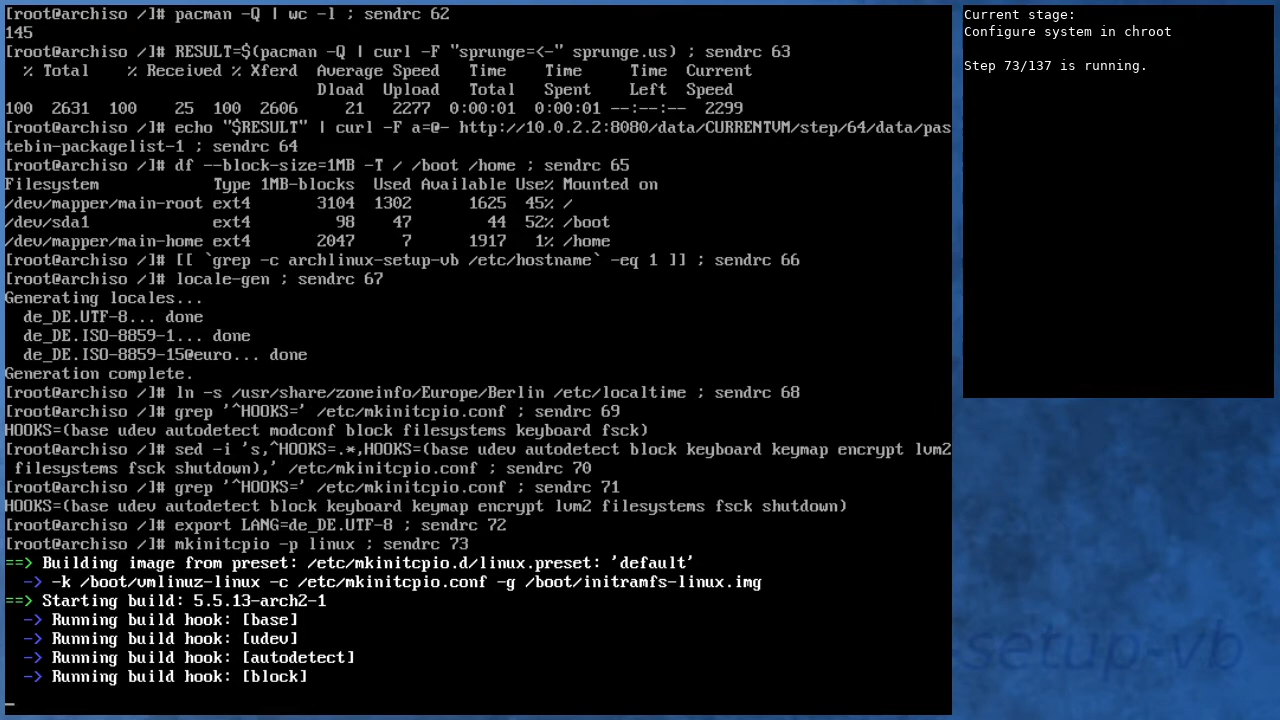 [root@archiso /]# pacman -Q | wc -l ; sendrc 62
145
[root@archiso /]# RESULT=$(pacman -Q | curl -F "sprunge=<-" sprunge.us) ; sendrc 63
  % Total    % Received % Xferd  Average Speed   Time    Time     Time  Current
                                 Dload  Upload   Total   Spent    Left  Speed
100  2631  100    25  100  2606     21   2277  0:00:01  0:00:01 --:--:--  2299
[root@archiso /]# echo "$RESULT" | curl -F a=@- http://10.0.2.2:8080/data/CURRENTVM/step/64/data/pas
tebin-packagelist-1 ; sendrc 64
[root@archiso /]# df --block-size=1MB -T / /boot /home ; sendrc 65
Filesystem            Type 1MB-blocks  Used Available Use% Mounted on
/dev/mapper/main-root ext4       3104  1302      1625  45% /
/dev/sda1             ext4         98    47        44  52% /boot
/dev/mapper/main-home ext4       2047     7      1917   1% /home
[root@archiso /]# [[ `grep -c archlinux-setup-vb /etc/hostname` -eq 1 ]] ; sendrc 66
[root@archiso /]# locale-gen ; sendrc 67
Generating locales...
  de_DE.UTF-8... done
  de_DE.ISO-8859-1... done
  de_DE.ISO-8859-15@euro... done
Generation complete.
[root@archiso /]# ln -s /usr/share/zoneinfo/Europe/Berlin /etc/localtime ; sendrc 68
[root@archiso /]# grep '^HOOKS=' /etc/mkinitcpio.conf ; sendrc 69
HOOKS=(base udev autodetect modconf block filesystems keyboard fsck)
[root@archiso /]# sed -i 's,^HOOKS=.*,HOOKS=(base udev autodetect block keyboard keymap encrypt lvm2
 filesystems fsck shutdown),' /etc/mkinitcpio.conf ; sendrc 70
[root@archiso /]# grep '^HOOKS=' /etc/mkinitcpio.conf ; sendrc 71
HOOKS=(base udev autodetect block keyboard keymap encrypt lvm2 filesystems fsck shutdown)
[root@archiso /]# export LANG=de_DE.UTF-8 ; sendrc 72
[root@archiso /]# mkinitcpio -p linux ; sendrc 73
==> Building image from preset: /etc/mkinitcpio.d/linux.preset: 'default'
  -> -k /boot/vmlinuz-linux -c /etc/mkinitcpio.conf -g /boot/initramfs-linux.img
==> Starting build: 5.5.13-arch2-1
  -> Running build hook: [base]
  -> Running build hook: [udev]
  -> Running build hook: [autodetect]
  -> Running build hook: [block]
Current stage:
Configure system in chroot
Step 73/137 is running.
setup-vb